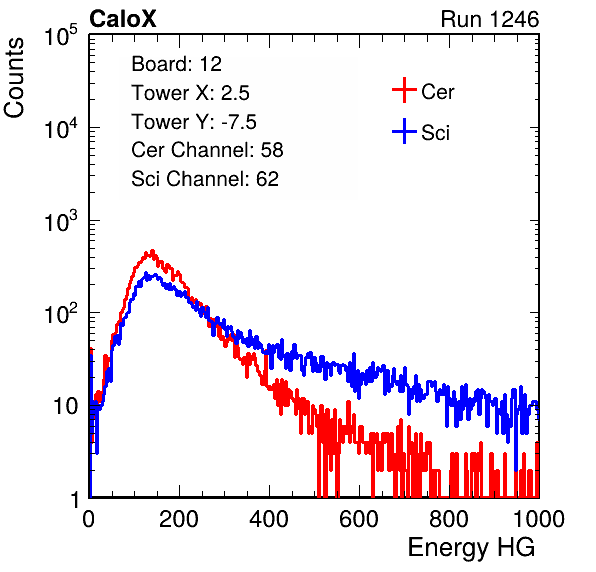 CaloX Run 1246
Counts
10^5
10^4
10^3
10^2
10
1
Board: 12
Tower X: 2.5
Tower Y: -7.5
Cer Channel: 58
Sci Channel: 62
Cer
Sci
0 200 400 600 800 1000
Energy HG